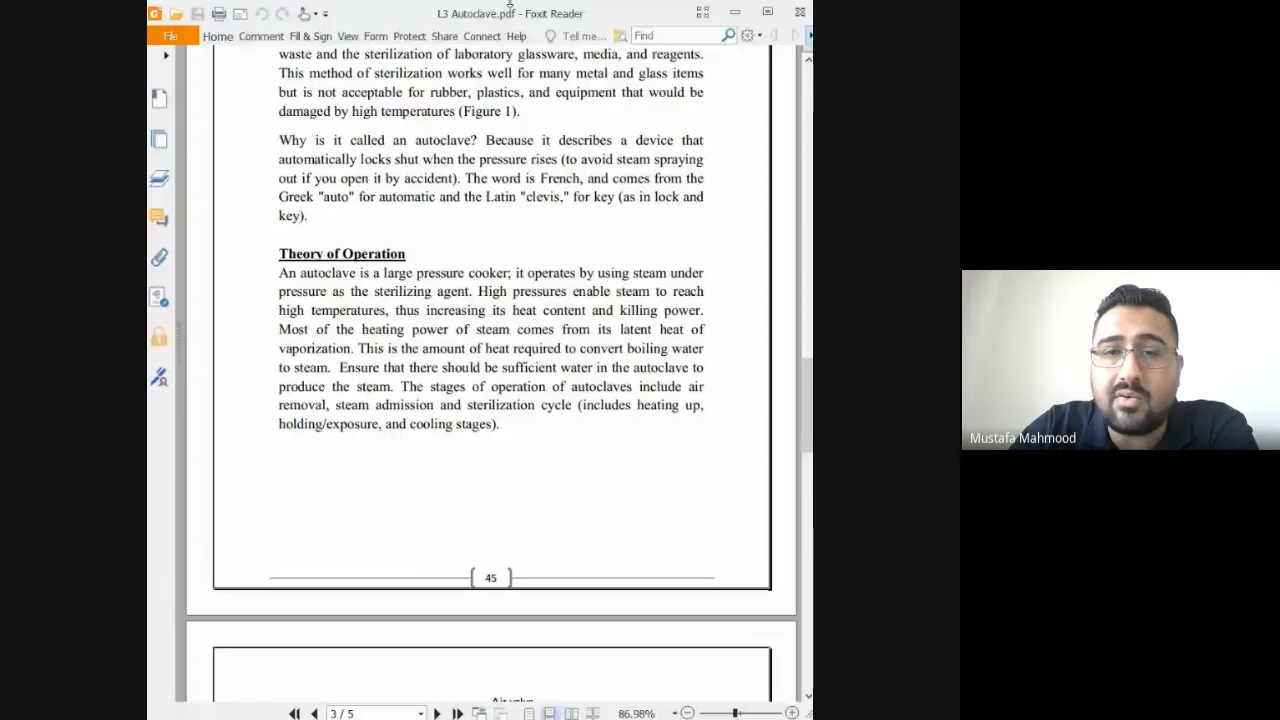 L3 Autoclave.pdf - Foxit Reader
File Home Comment Fill & Sign View Form Protect Share Connect Help Tell me... Find
waste and the sterilization of laboratory glassware, media, and reagents.
This method of sterilization works well for many metal and glass items
but is not acceptable for rubber, plastics, and equipment that would be
damaged by high temperatures (Figure 1).
Why is it called an autoclave? Because it describes a device that
automatically locks shut when the pressure rises (to avoid steam spraying
out if you open it by accident). The word is French, and comes from the
Greek "auto" for automatic and the Latin "clevis," for key (as in lock and
key).
Theory of Operation
An autoclave is a large pressure cooker; it operates by using steam under
pressure as the sterilizing agent. High pressures enable steam to reach
high temperatures, thus increasing its heat content and killing power.
Most of the heating power of steam comes from its latent heat of
vaporization. This is the amount of heat required to convert boiling water
to steam. Ensure that there should be sufficient water in the autoclave to
produce the steam. The stages of operation of autoclaves include air
removal, steam admission and sterilization cycle (includes heating up,
holding/exposure, and cooling stages).
45
Air valve
3 / 5
86.98%
Mustafa Mahmood